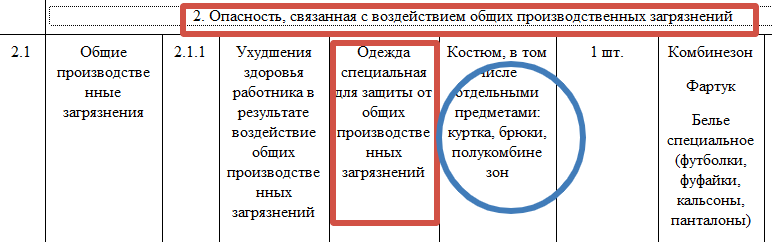 2. Опасность, связанная с воздействием общих производственных загрязнений
2.1
Общие
производстве
нные
загрязнения
2.1.1
Ухудшения
здоровья
работника в
результате
воздействие
общих
производстве
нных
загрязнений
Одежда
специальная
для защиты от
общих
производстве
нных
загрязнений
Костюм, в том
числе
отдельными
предметами:
куртка, брюки,
полукомбине
зон
1 шт.
Комбинезон
Фартук
Белье
специальное
(футболки,
фуфайки,
кальсоны,
панталоны)